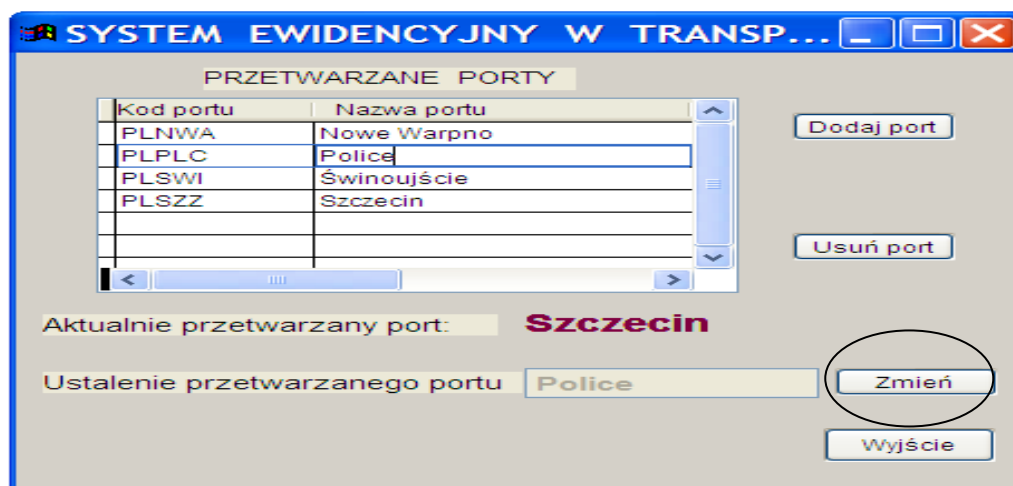 SYSTEM EWIDENCYJNY W TRANSP...
PRZETWARZANE PORTY
Kod portu Nazwa portu
PLNWA Nowe Warpno
Dodaj port
PLPLC Police
PLSWI Świnoujście
PLSZZ Szczecin
Usuń port
Aktualnie przetwarzany port: Szczecin
Ustalenie przetwarzanego portu Police Zmień
Wyjście